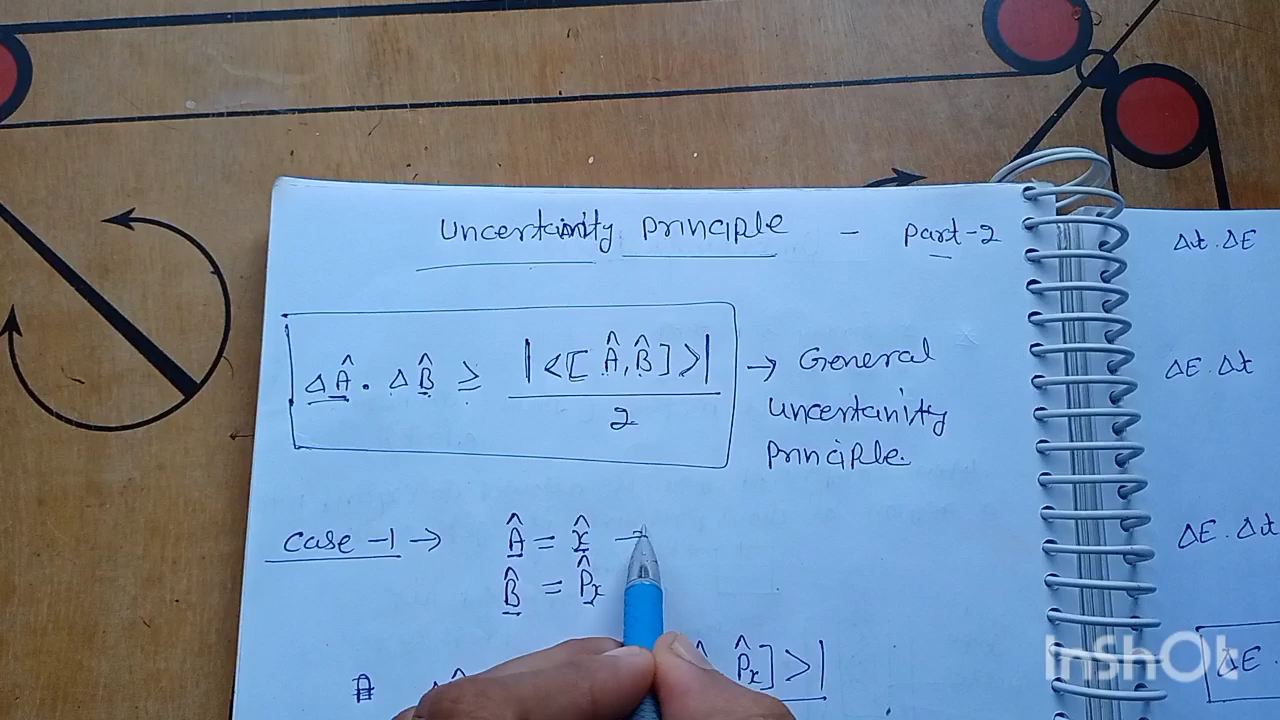 Uncertainity principle - part-2
ΔÂ . ΔB̂ ≥ |<[Â,B̂]>| / 2 → General
uncertainity
principle.
case-1 → Â = x̂ →
B̂ = P̂x
P̂x]>|
Δt.ΔE
ΔE.Δt
ΔE.Δt
ΔE.
InShOt